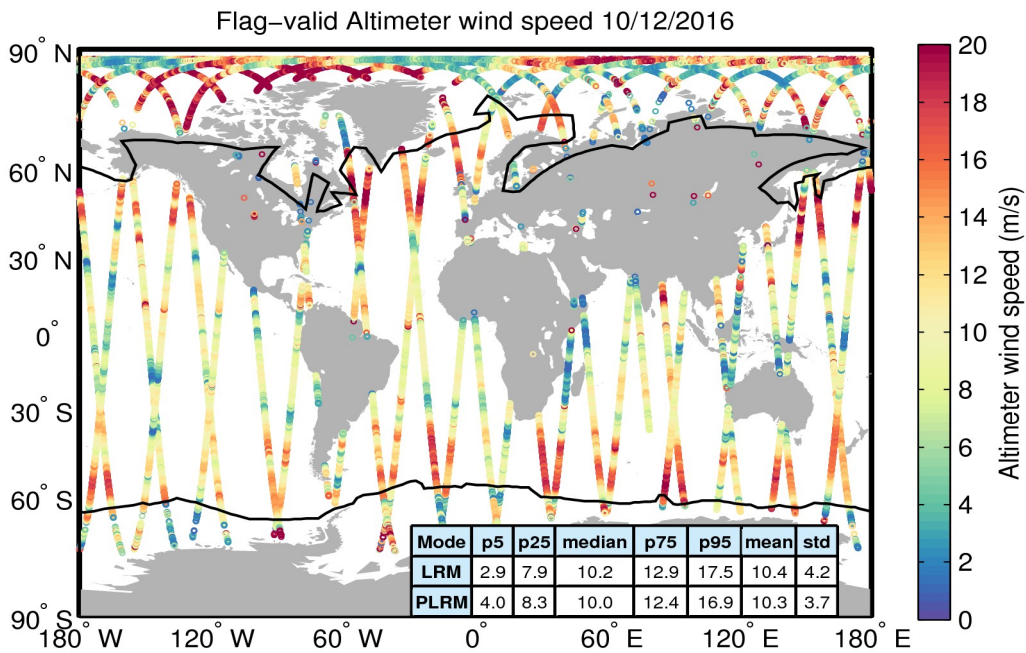 Flag−valid Altimeter wind speed 10/12/2016
90° N
60° N
30° N
0°
30° S
60° S
90° S
180° W
120° W
60° W
0°
60° E
120° E
180° E
Mode p5 p25 median p75 p95 mean std
LRM 2.9 7.9 10.2 12.9 17.5 10.4 4.2
PLRM 4.0 8.3 10.0 12.4 16.9 10.3 3.7
20
18
16
14
12
10
8
6
4
2
0
Altimeter wind speed (m/s)